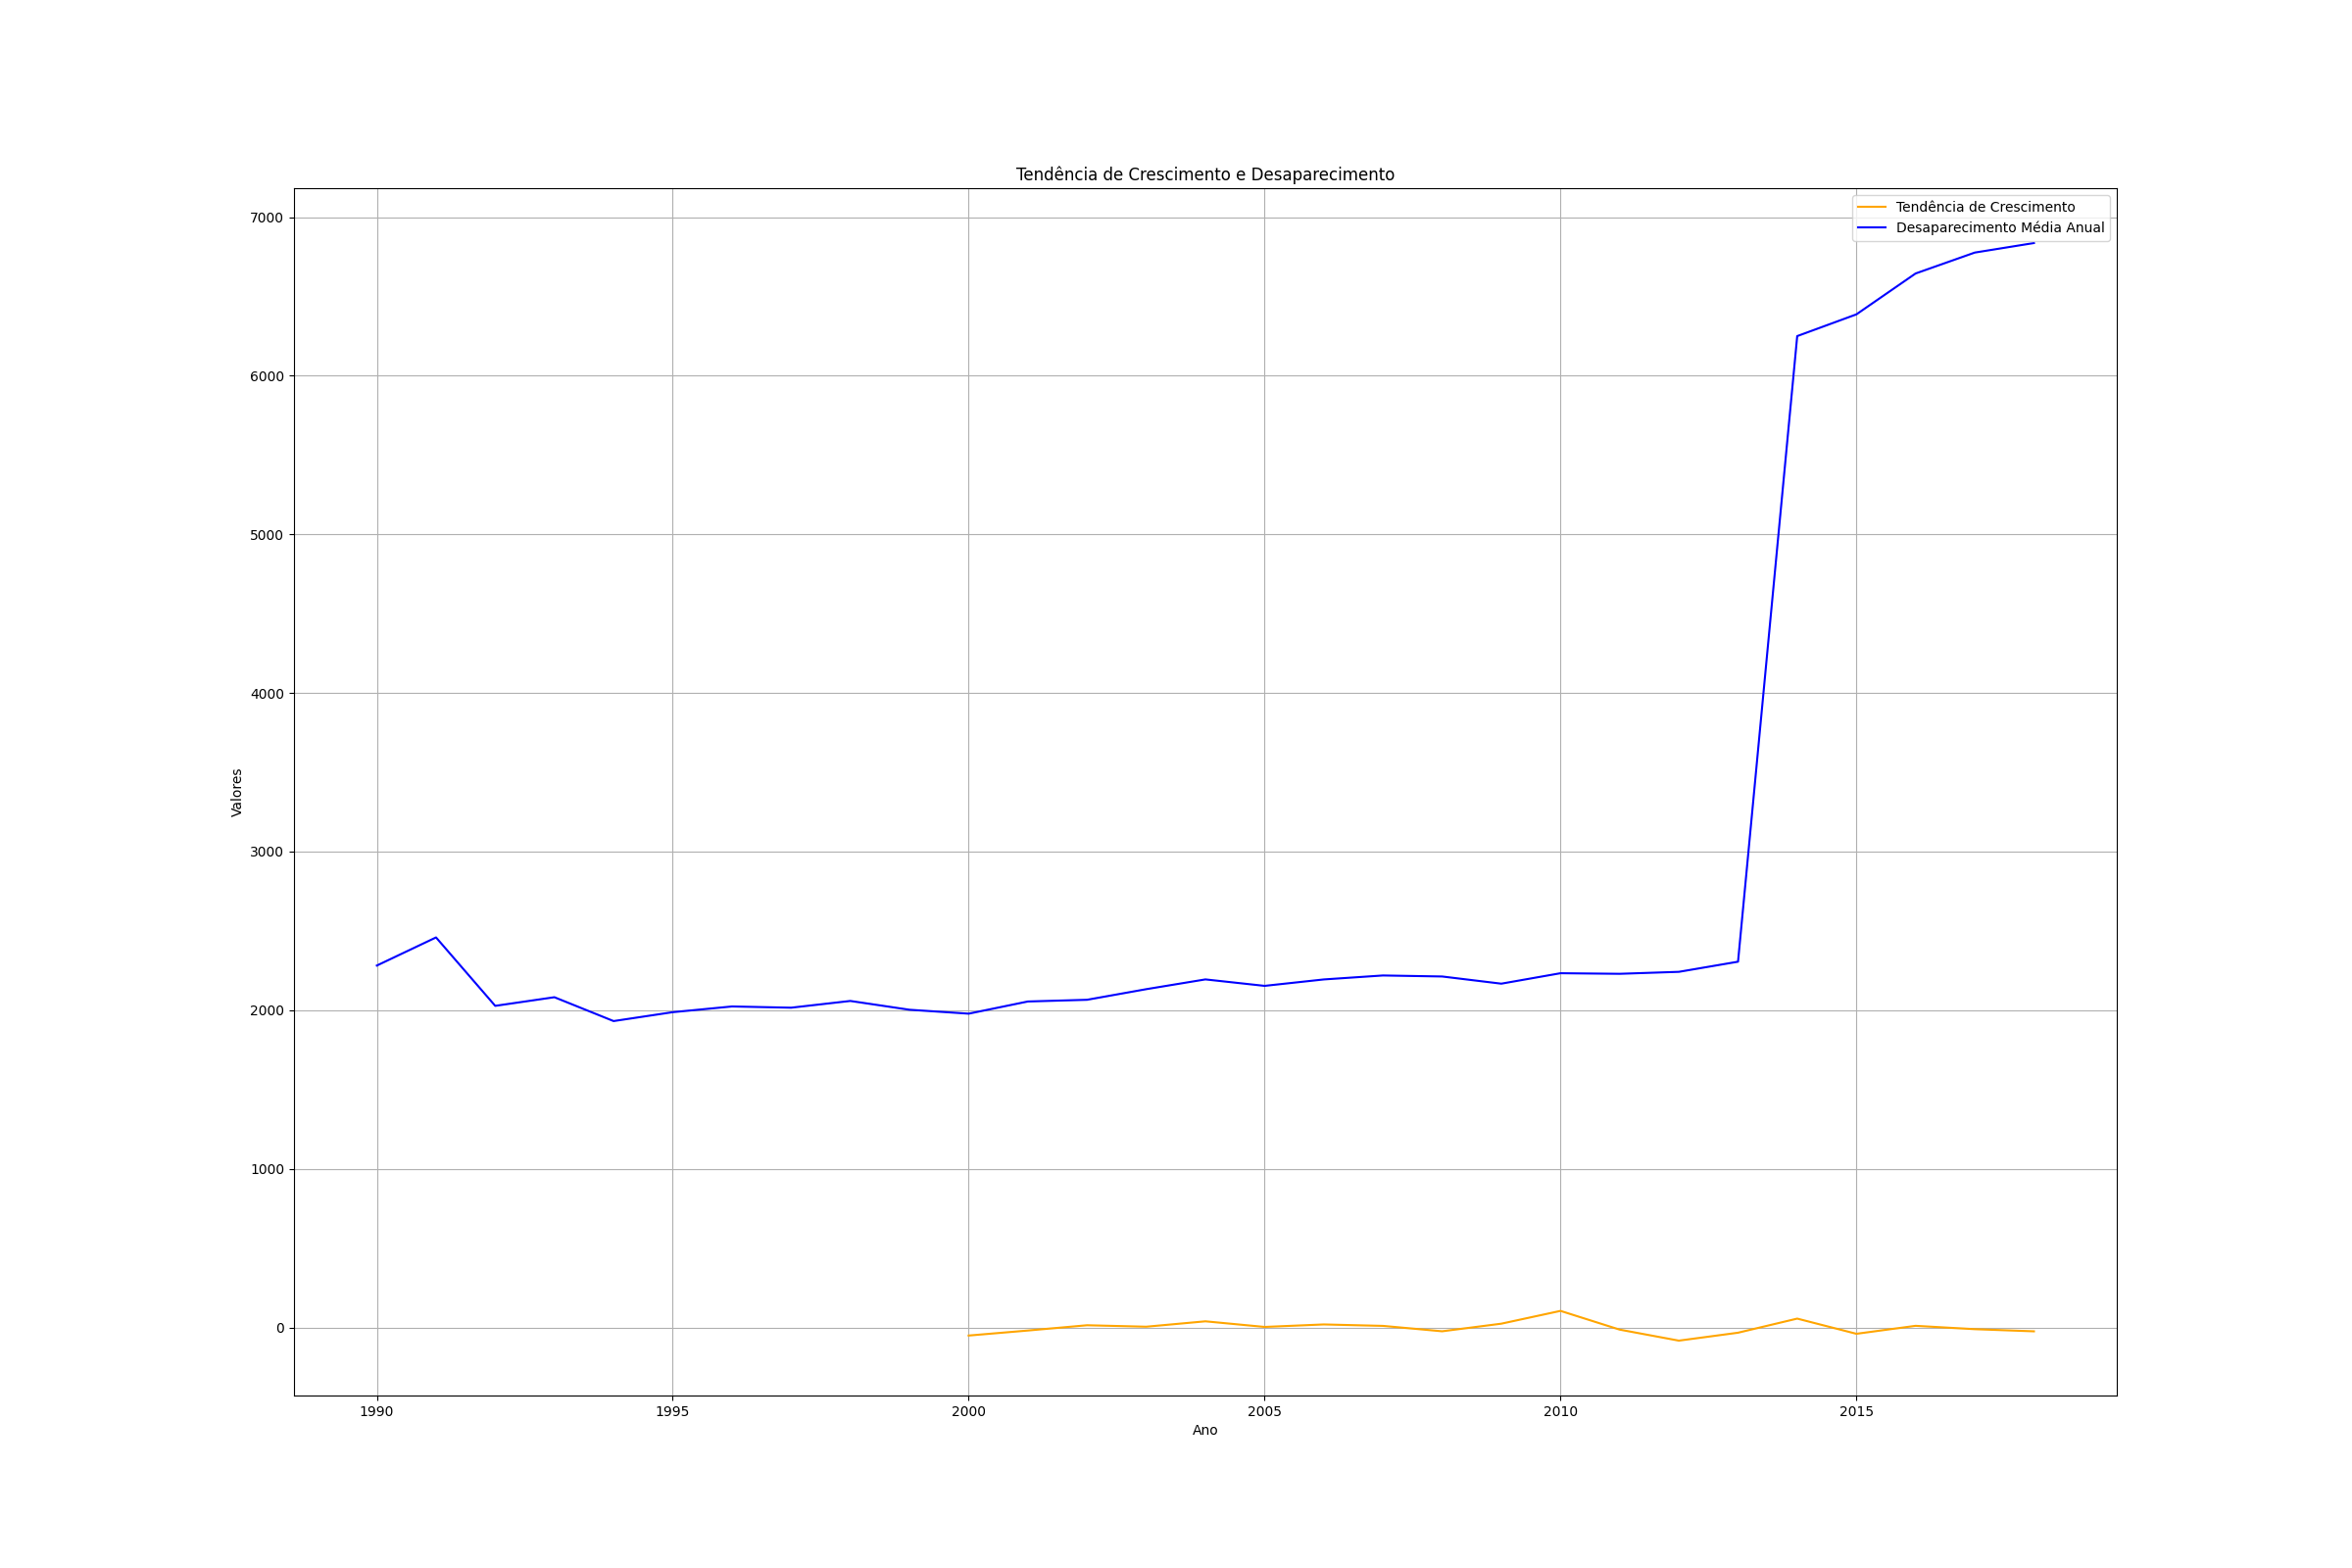 Tendência de Crescimento e Desaparecimento
Tendência de Crescimento
Desaparecimento Média Anual
7000
6000
5000
4000
3000
2000
1000
0
Valores
1990
1995
2000
2005
2010
2015
Ano